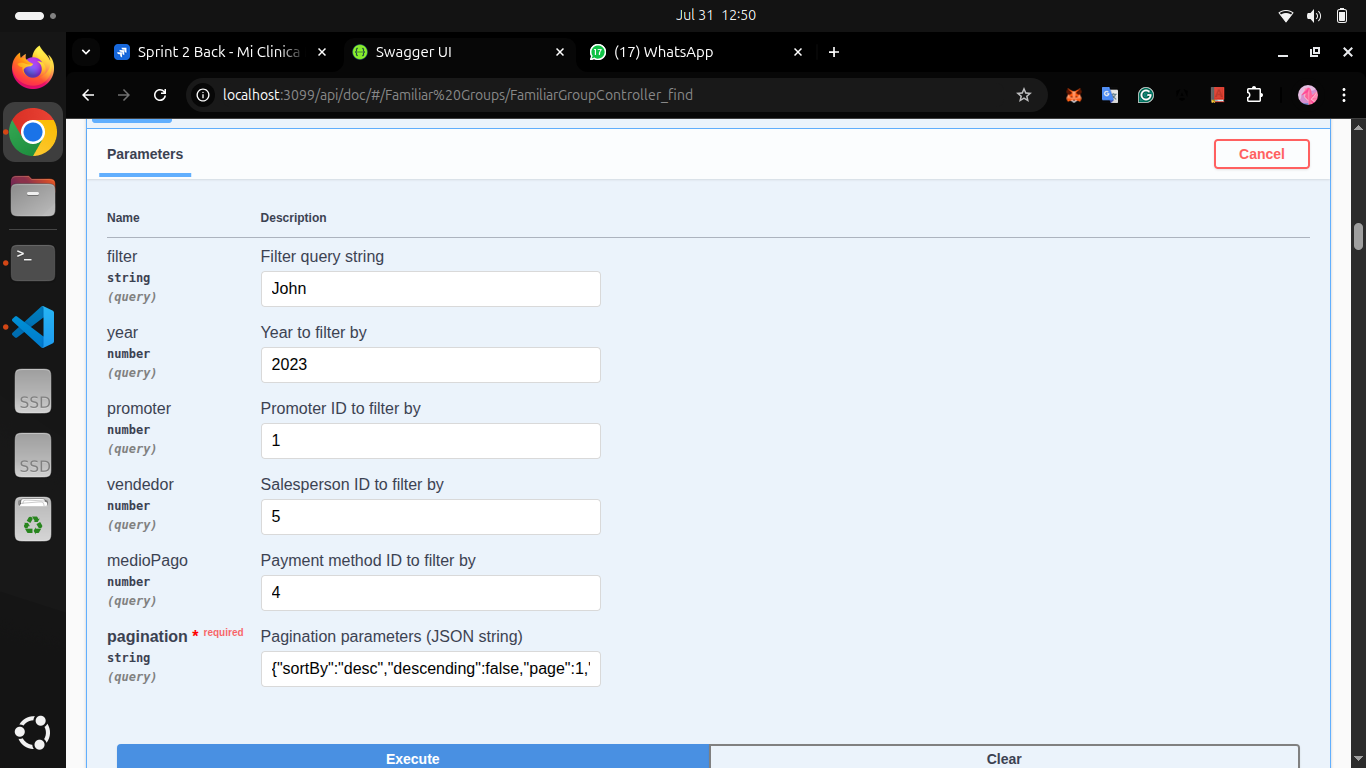 Jul 31 12:50
Sprint 2 Back - Mi Clinica
Swagger UI
(17) WhatsApp
localhost:3099/api/doc/#/Familiar%20Groups/FamiliarGroupController_find
Parameters
Cancel
Name Description
filter Filter query string
string
(query)
John
year Year to filter by
number
(query)
2023
promoter Promoter ID to filter by
number
(query)
1
vendedor Salesperson ID to filter by
number
(query)
5
medioPago Payment method ID to filter by
number
(query)
4
pagination * required Pagination parameters (JSON string)
string
(query)
{"sortBy":"desc","descending":false,"page":1,"
Execute
Clear
SSD
SSD
>_
17